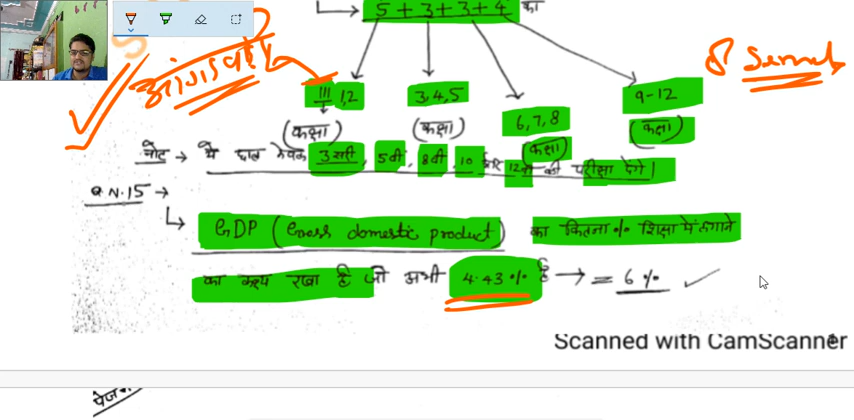 5 + 3 + 3 + 4 का
आंगनवाड़ी
8 Semest
III 1,2
3,4,5
6,7,8
9-12
(कक्षा)
(कक्षा)
(कक्षा)
(कक्षा)
नोट → ये छात्र केवल 3सरी, 5वी, 8वी, 10 और 12वी की परीक्षा देंगे।
Q.N.15 →
GDP (Gross domestic product) का कितना % शिक्षा में लगाने
का लक्ष्य रखा है जो अभी 4.43% है → = 6%
Scanned with CamScanner